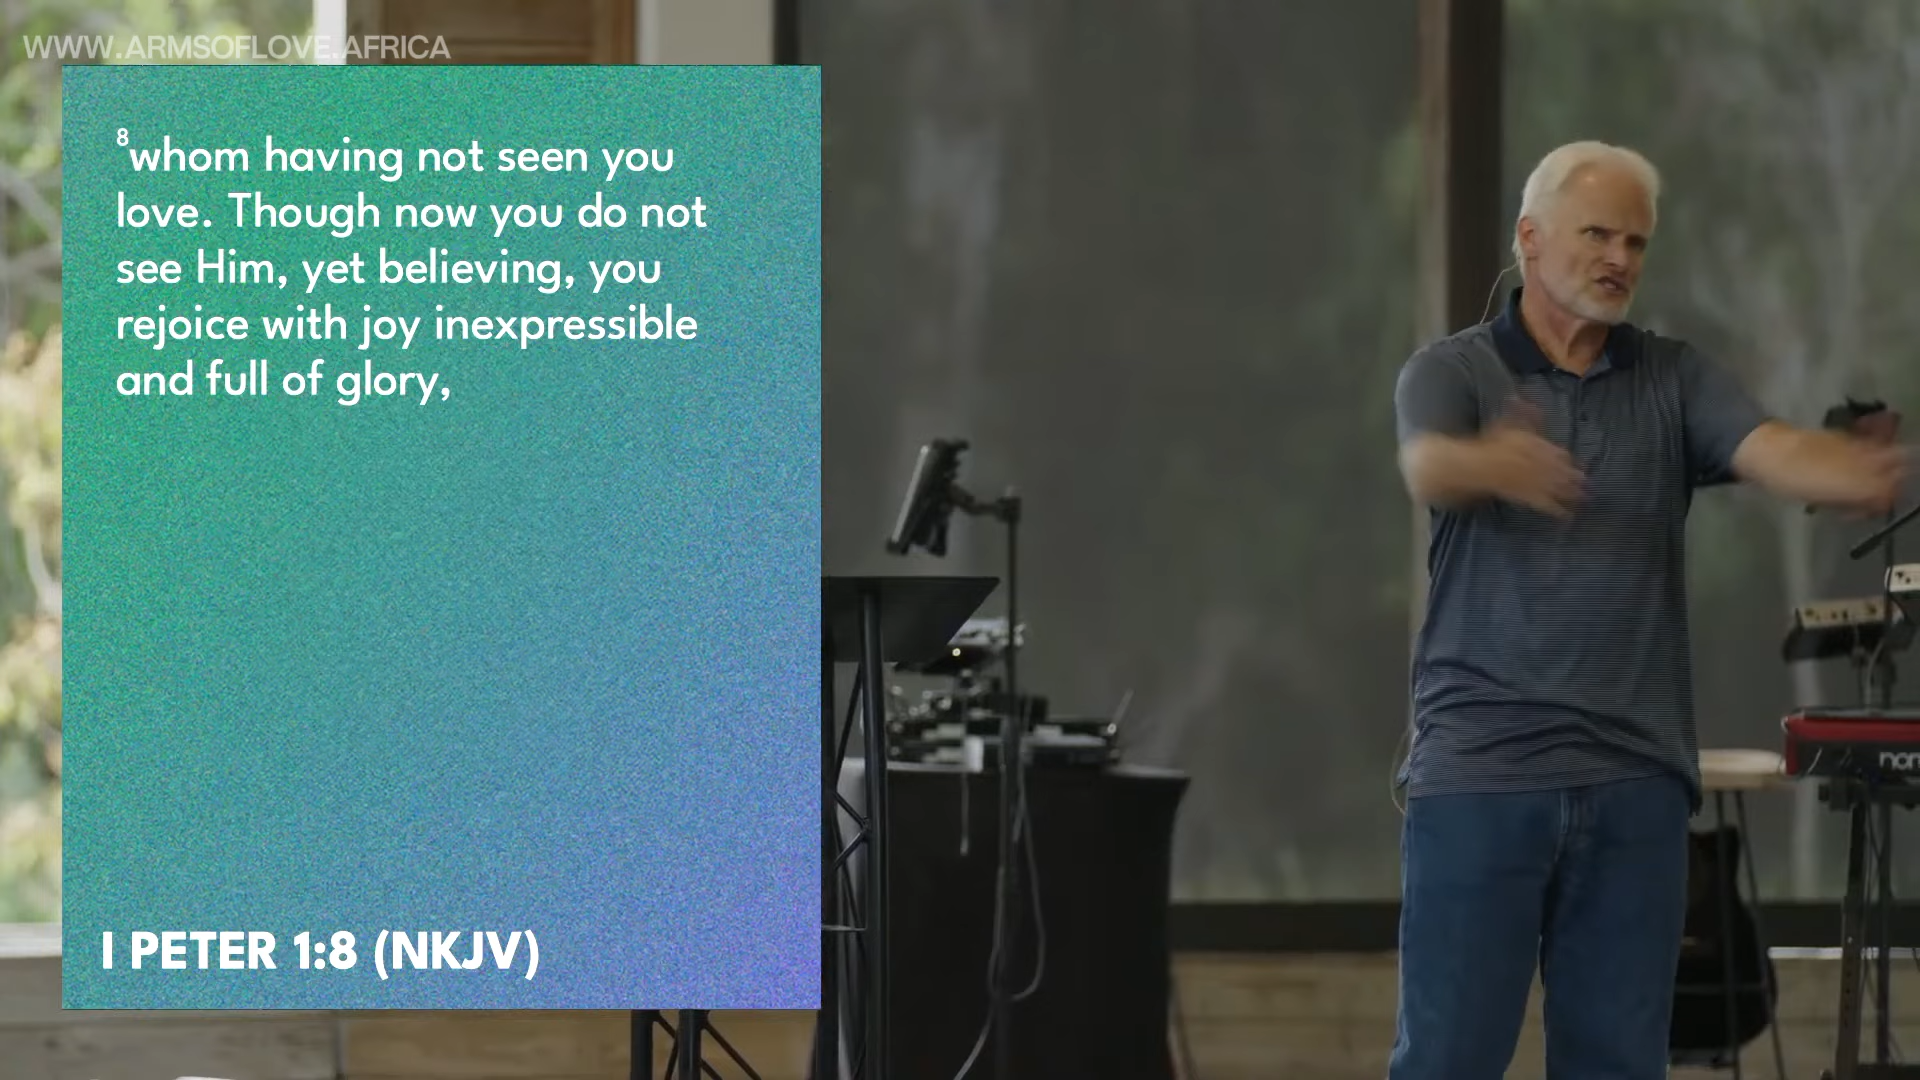 WWW.ARMSOFLOVE.AFRICA
8whom having not seen you
love. Though now you do not
see Him, yet believing, you
rejoice with joy inexpressible
and full of glory,
I PETER 1:8 (NKJV)